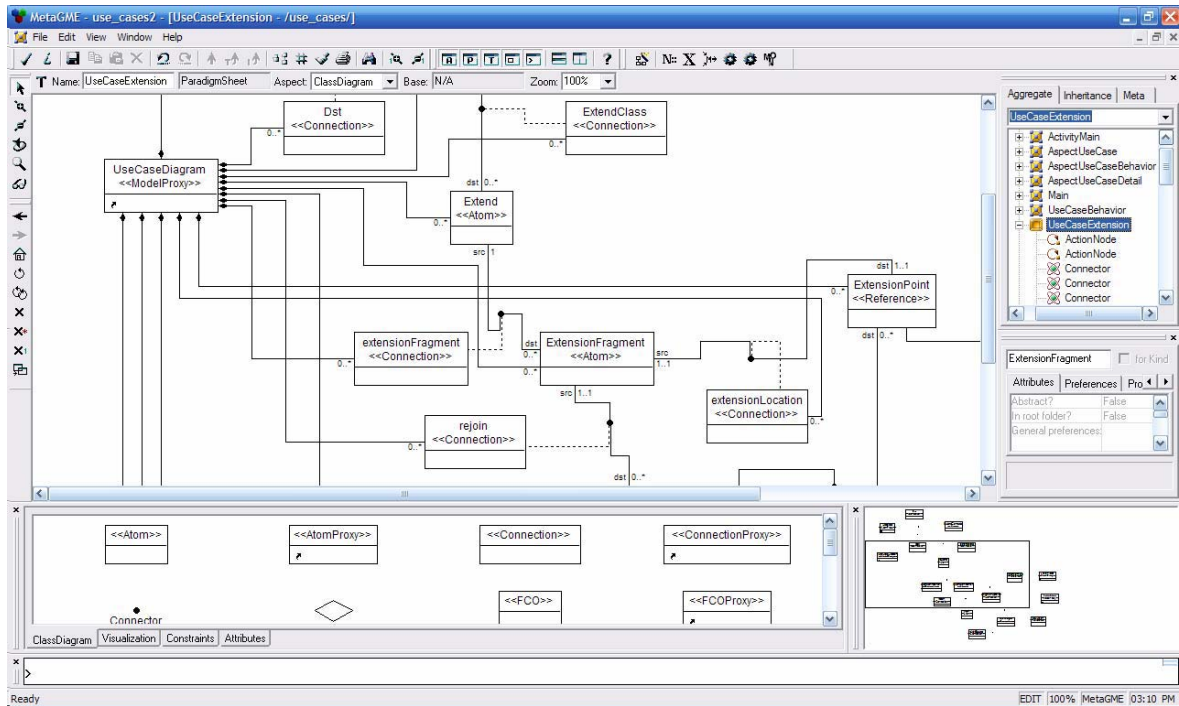 MetaGME - use_cases2 - [UseCaseExtension - /use_cases/]
File Edit View Window Help
Name: UseCaseExtension ParadigmSheet Aspect: ClassDiagram Base: N/A Zoom: 100%
Dst
<<Connection>>
0..*
ExtendClass
<<Connection>>
0..*
UseCaseDiagram
<<ModelProxy>>
dst 0..*
Extend
<<Atom>>
0..*
src 1
dst 1..1
ExtensionPoint
<<Reference>>
0..*
dst 0..*
extensionFragment
<<Connection>>
0..*
dst
0..*
0..*
ExtensionFragment
<<Atom>>
src
1..1
src 1..1
extensionLocation
<<Connection>>
0..*
rejoin
<<Connection>>
0..*
dst 0..*
Aggregate Inheritance Meta
UseCaseExtension
ActivityMain
AspectUseCase
AspectUseCaseBehavior
AspectUseCaseDetail
Main
UseCaseBehavior
UseCaseExtension
ActionNode
ActionNode
Connector
Connector
Connector
ExtensionFragment for Kind
Attributes Preferences Pro
Abstract? False
In root folder? False
General preferences:
<<Atom>>
<<AtomProxy>>
<<Connection>>
<<ConnectionProxy>>
Connector
<<FCO>>
<<FCOProxy>>
ClassDiagram Visualization Constraints Attributes
>
Ready
EDIT 100% MetaGME 03:10 PM